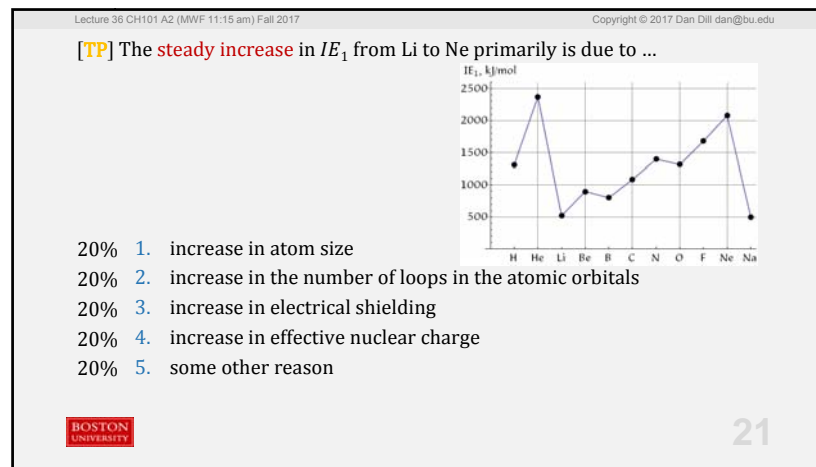 Lecture 36 CH101 A2 (MWF 11:15 am) Fall 2017
Copyright © 2017 Dan Dill dan@bu.edu
[TP] The steady increase in IE₁ from Li to Ne primarily is due to …
IE₁, kJ/mol
2500
2000
1500
1000
500
H He Li Be B C N O F Ne Na
20% 1. increase in atom size
20% 2. increase in the number of loops in the atomic orbitals
20% 3. increase in electrical shielding
20% 4. increase in effective nuclear charge
20% 5. some other reason
BOSTON
UNIVERSITY
21